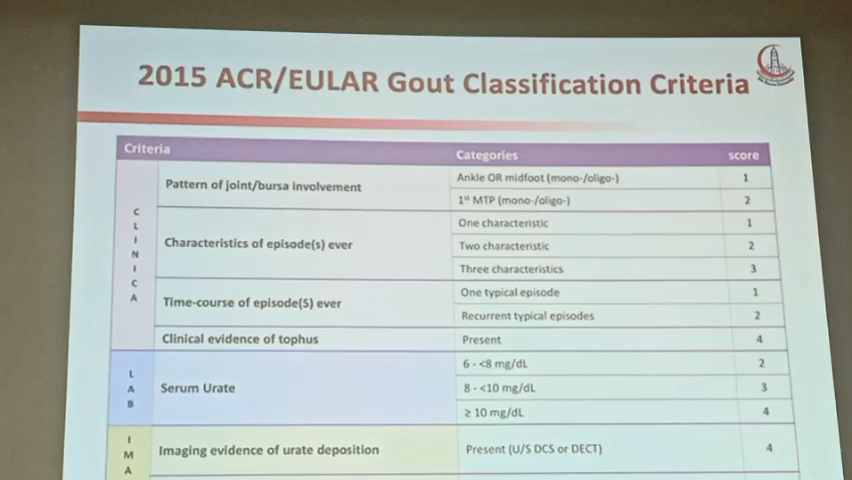 2015 ACR/EULAR Gout Classification Criteria
Criteria Categories score
CLINICA
Pattern of joint/bursa involvement
Ankle OR midfoot (mono-/oligo-) 1
1st MTP (mono-/oligo-) 2
Characteristics of episode(s) ever
One characteristic 1
Two characteristic 2
Three characteristics 3
Time-course of episode(S) ever
One typical episode 1
Recurrent typical episodes 2
Clinical evidence of tophus Present 4
LAB
Serum Urate
6 - <8 mg/dL 2
8 - <10 mg/dL 3
≥ 10 mg/dL 4
IMA
Imaging evidence of urate deposition Present (U/S DCS or DECT) 4